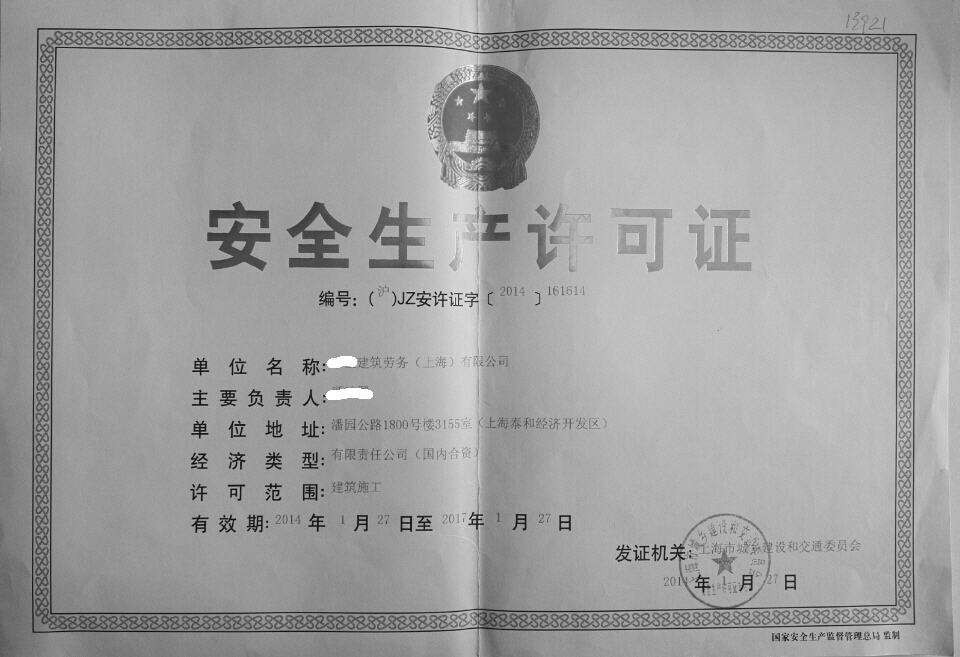 13921
安全生产许可证
编号：(沪)JZ安许证字〔2014〕161614
单位名称：建筑劳务（上海）有限公司
主要负责人：
单位地址：潘园公路1800号楼3155室（上海泰和经济开发区）
经济类型：有限责任公司（国内合资）
许可范围：建筑施工
有效期：2014年1月27日至2017年1月27日
发证机关：上海市城乡建设和交通委员会
2014年1月27日
国家安全生产监督管理总局 监制